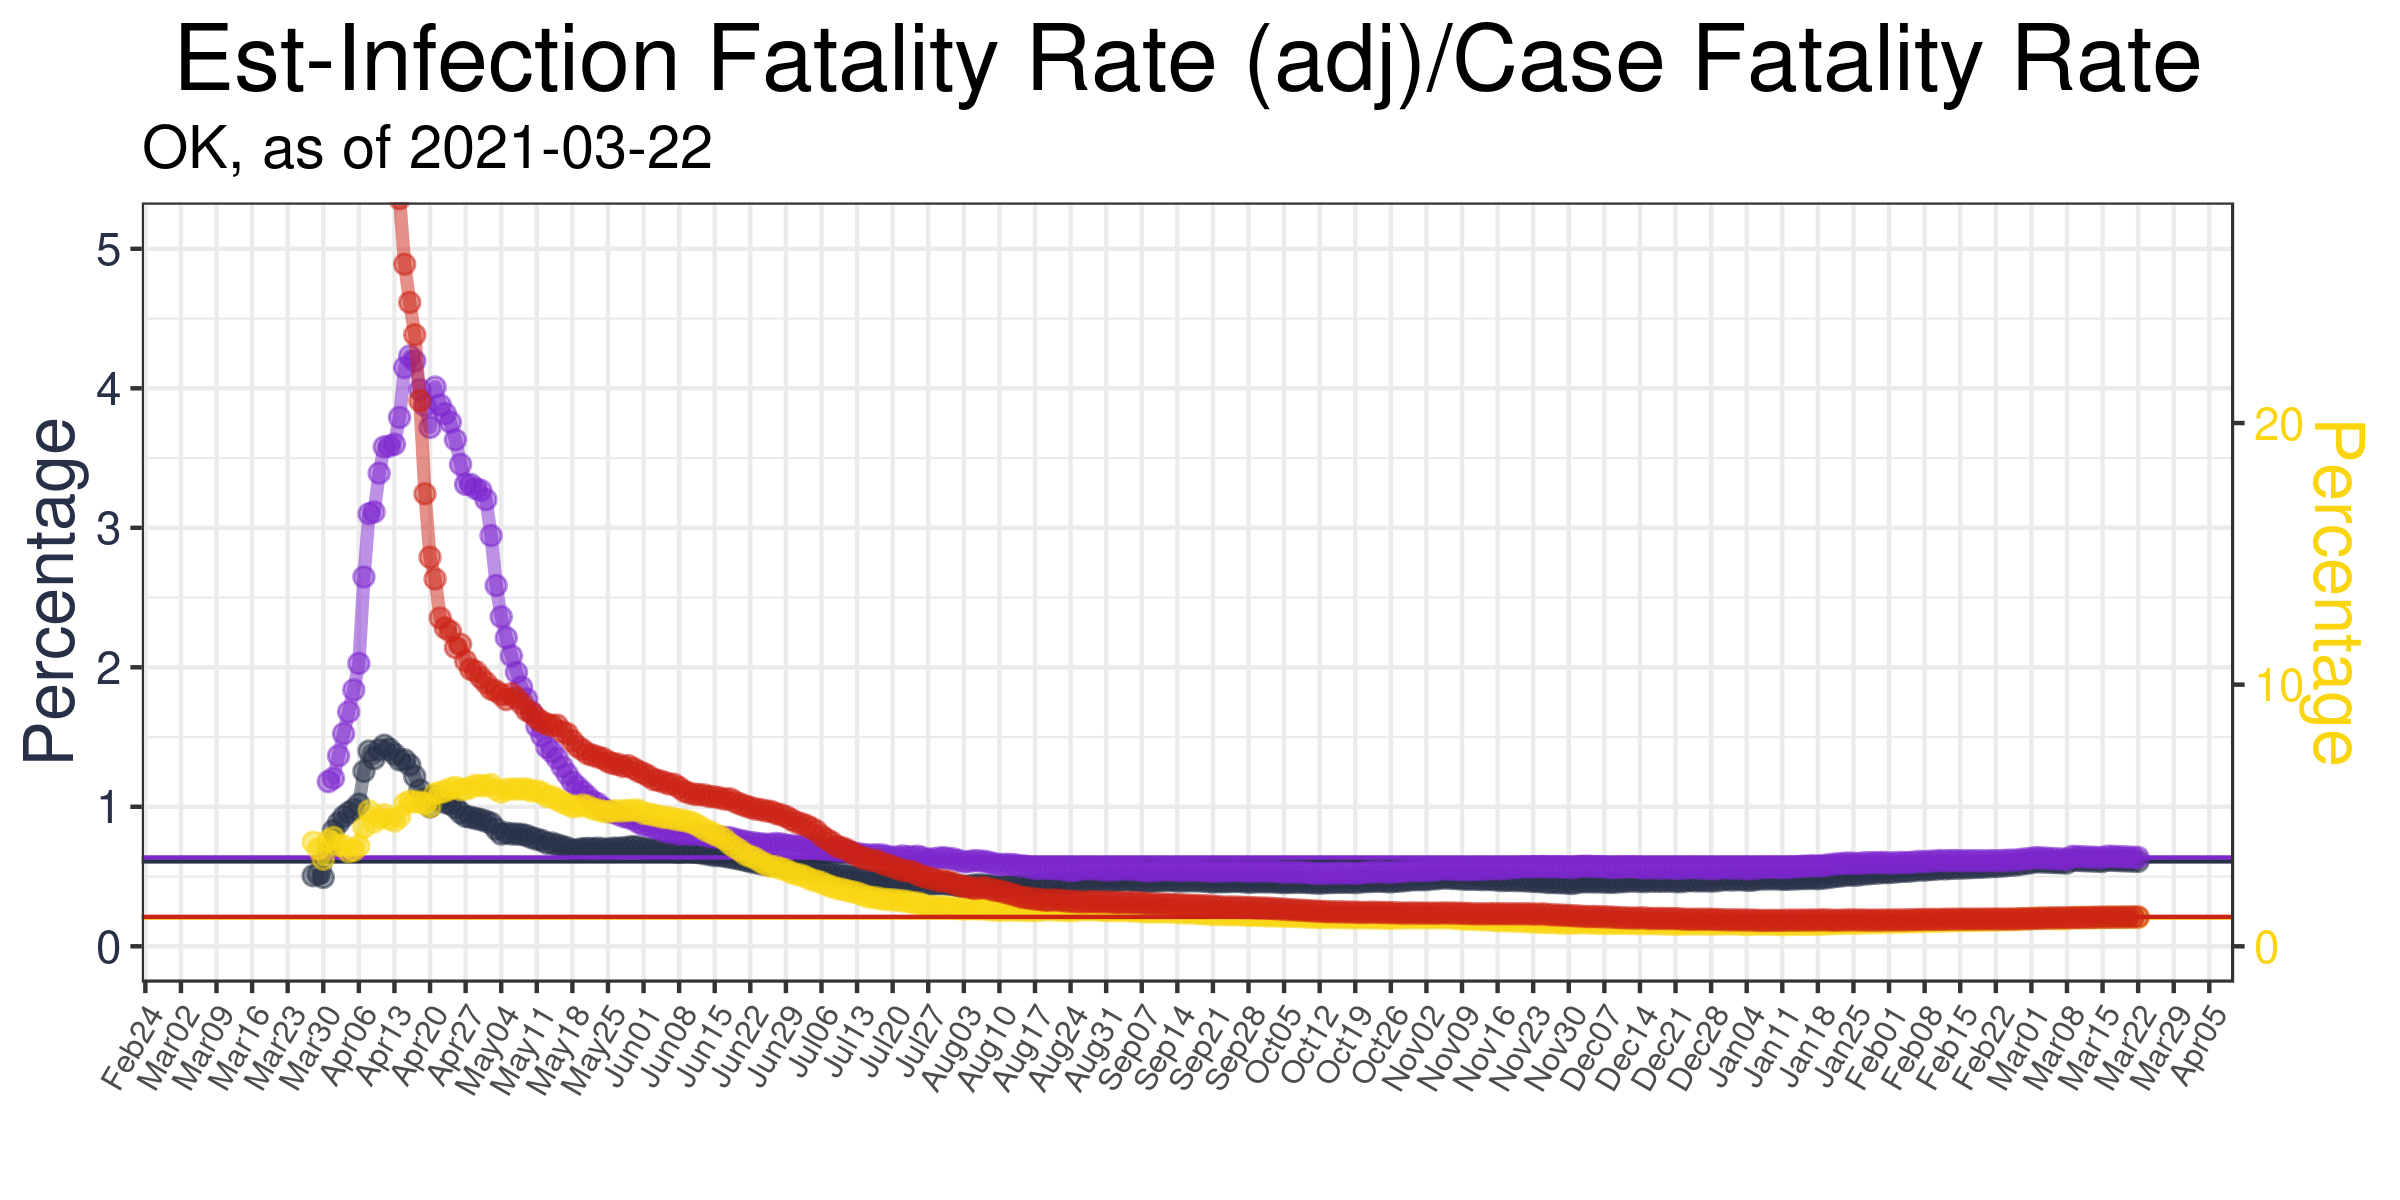 Est-Infection Fatality Rate (adj)/Case Fatality Rate
OK, as of 2021-03-22
Percentage
5
4
3
2
1
0
20
10
0
Percentage
Feb24
Mar02
Mar09
Mar16
Mar23
Mar30
Apr06
Apr13
Apr20
Apr27
May04
May11
May18
May25
Jun01
Jun08
Jun15
Jun22
Jun29
Jul06
Jul13
Jul20
Jul27
Aug03
Aug10
Aug17
Aug24
Aug31
Sep07
Sep14
Sep21
Sep28
Oct05
Oct12
Oct19
Oct26
Nov02
Nov09
Nov16
Nov23
Nov30
Dec07
Dec14
Dec21
Dec28
Jan04
Jan11
Jan18
Jan25
Feb01
Feb08
Feb15
Feb22
Mar01
Mar08
Mar15
Mar22
Mar29
Apr05